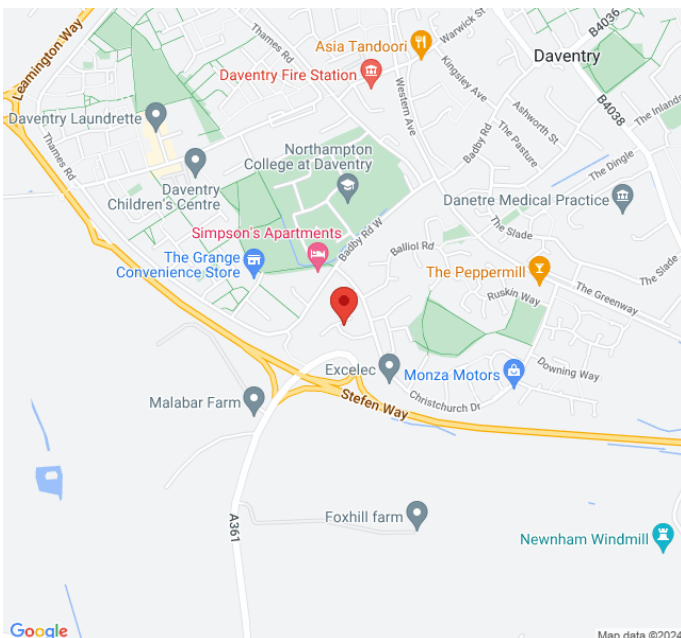 Leamington Way
Thames Rd
Asia Tandoori
Warwick St
B4036
Daventry
Daventry Fire Station
Kingsley Ave
Western Ave
Ashworth St
B4038
The Inlands
Daventry Laundrette
Thames Rd
Badby Rd
The Pasture
Northampton
College at Daventry
The Dingle
Daventry
Children's Centre
Danetre Medical Practice
Simpson's Apartments
Badby Rd W
Balliol Rd
The Slade
The Grange
Convenience Store
The Peppermill
The Slade
Ruskin Way
The Greenway
Excelec
Monza Motors
Downing Way
Malabar Farm
Stefen Way
Christchurch Dr
A361
Foxhill farm
Newnham Windmill
Google
Map data ©2024